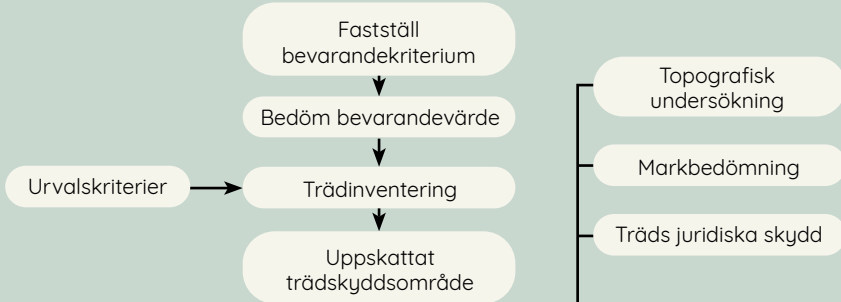 Fastställ
bevarandekriterium
Bedöm bevarandevärde
Urvalskriterier
Trädinventering
Uppskattat
trädskyddsområde
Topografisk
undersökning
Markbedömning
Träds juridiska skydd